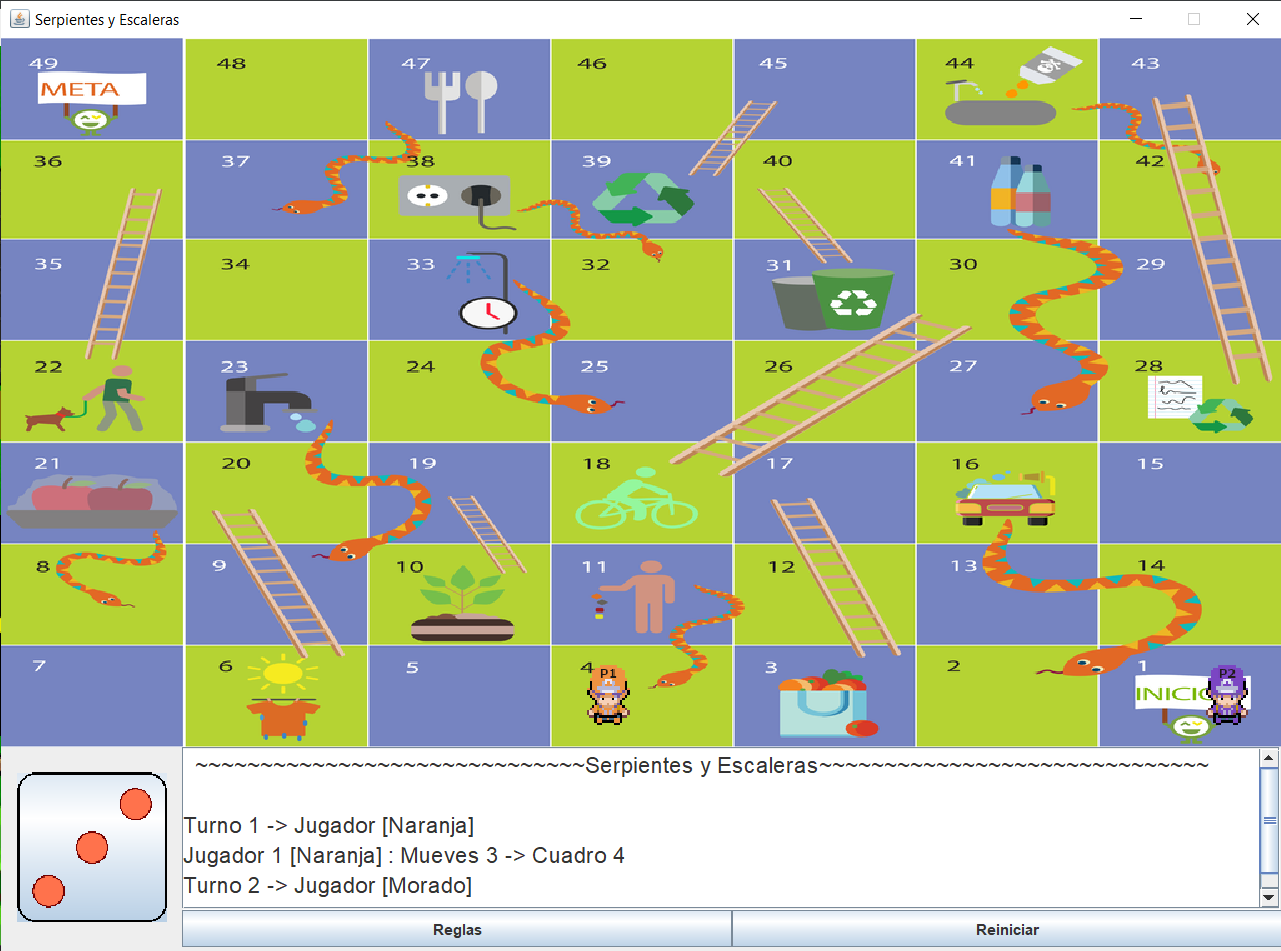 Serpientes y Escaleras
49 48 47 46 45 44 43
META
36 37 38 39 40 41 42
35 34 33 32 31 30 29
22 23 24 25 26 27 28
21 20 19 18 17 16 15
8 9 10 11 12 13 14
7 6 5 4 3 2 1
P1 P2
INICI
~~~~~~~~~~~~~~~~~~~~~~~~~~~~~~Serpientes y Escaleras~~~~~~~~~~~~~~~~~~~~~~~~~~~~~~
Turno 1 -> Jugador [Naranja]
Jugador 1 [Naranja] : Mueves 3 -> Cuadro 4
Turno 2 -> Jugador [Morado]
Reglas Reiniciar